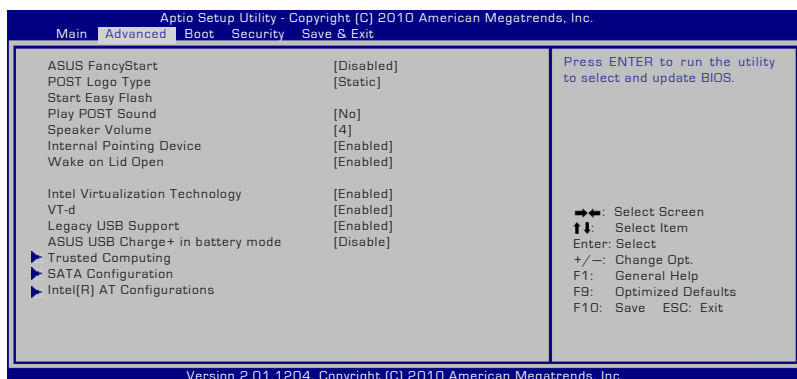 Aptio Setup Utility - Copyright (C) 2010 American Megatrends, Inc.
Main Advanced Boot Security Save & Exit
ASUS FancyStart [Disabled]
POST Logo Type [Static]
Start Easy Flash
Play POST Sound [No]
Speaker Volume [4]
Internal Pointing Device [Enabled]
Wake on Lid Open [Enabled]
Intel Virtualization Technology [Enabled]
VT-d [Enabled]
Legacy USB Support [Enabled]
ASUS USB Charge+ in battery mode [Disable]
Trusted Computing
SATA Configuration
Intel(R) AT Configurations
Press ENTER to run the utility
to select and update BIOS.
→←: Select Screen
↑↓: Select Item
Enter: Select
+/—: Change Opt.
F1: General Help
F9: Optimized Defaults
F10: Save ESC: Exit
Version 2.01.1204. Copyright (C) 2010 American Megatrends, Inc.